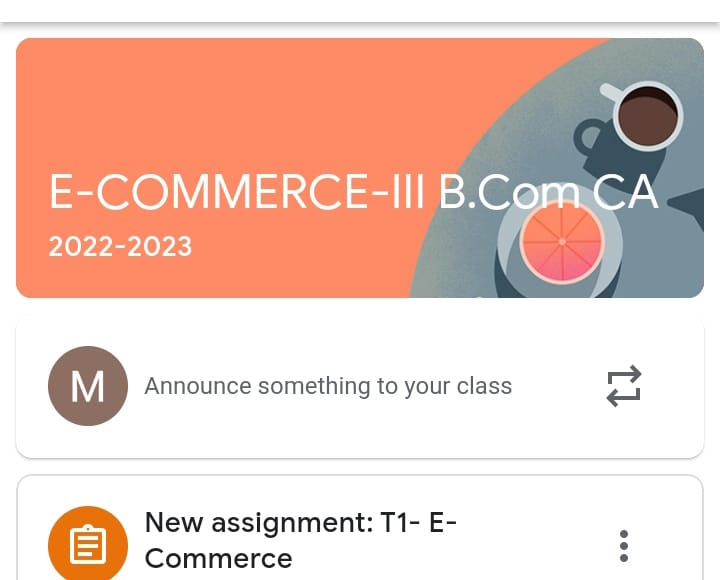 E-COMMERCE-III B.Com CA
2022-2023
M
Announce something to your class
New assignment: T1- E-
Commerce